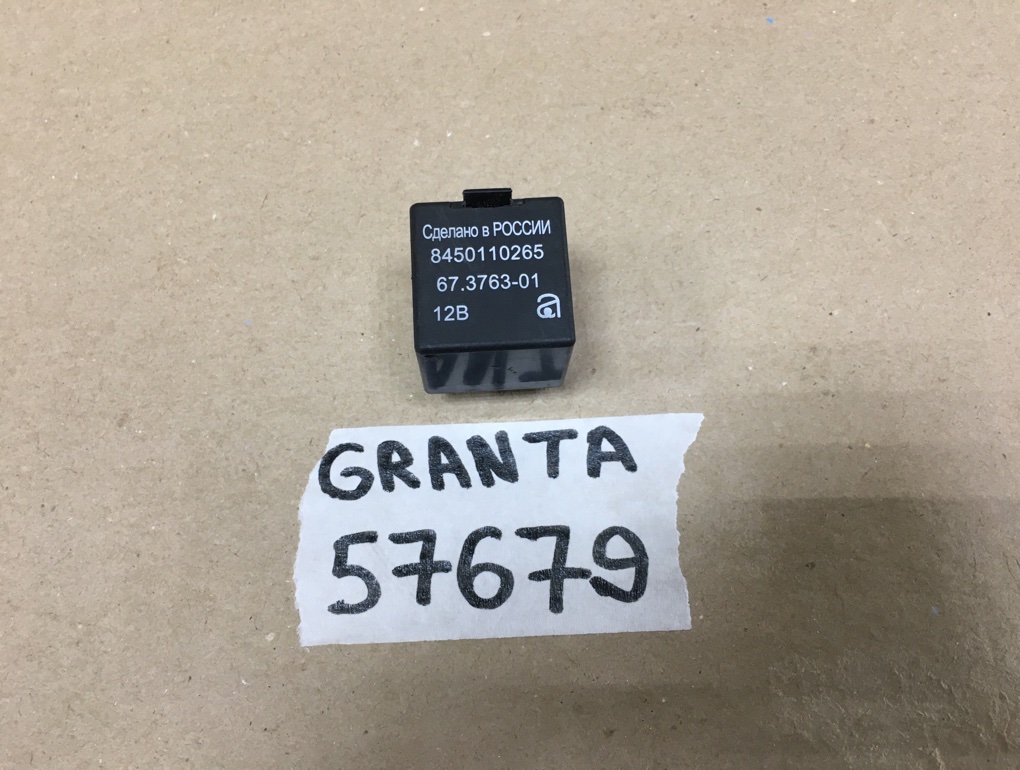 Сделано в РОССИИ
8450110265
67.3763-01
12В
GRANTA
57679